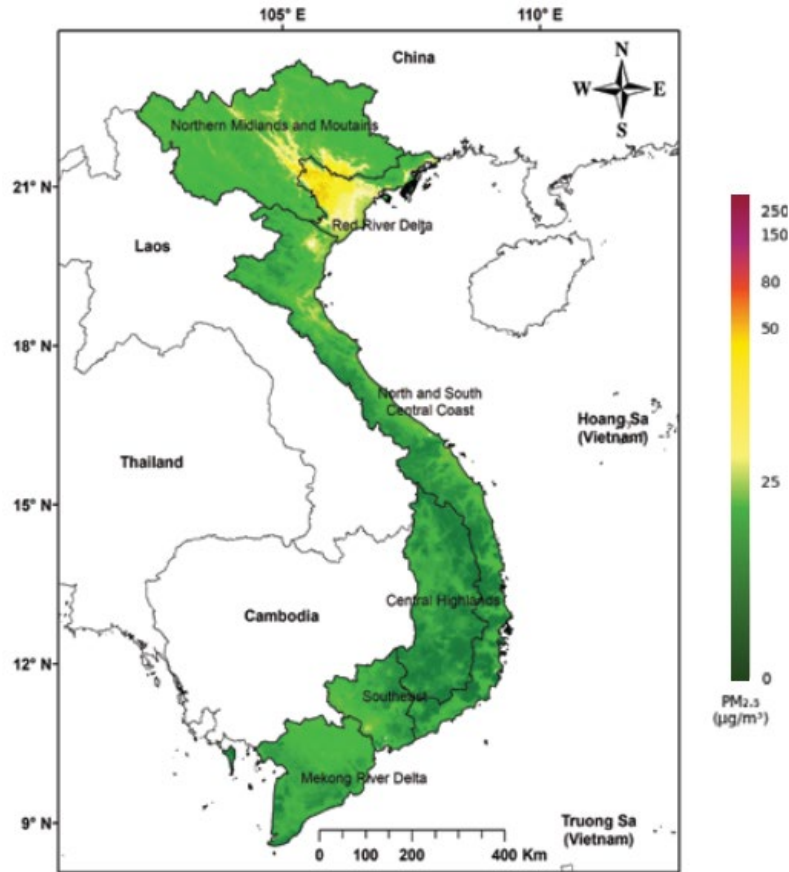 105° E
110° E
China
N
W
E
S
Northern Midlands and Moutains
21° N
Red River Delta
Laos
250
150
80
50
18° N
North and South
Central Coast
Hoang Sa
(Vietnam)
Thailand
25
15° N
Central Highlands
Cambodia
0
Southeast
PM2.5
(µg/m³)
Mekong River Delta
9° N
12° N
Truong Sa
(Vietnam)
0 100 200 400 Km